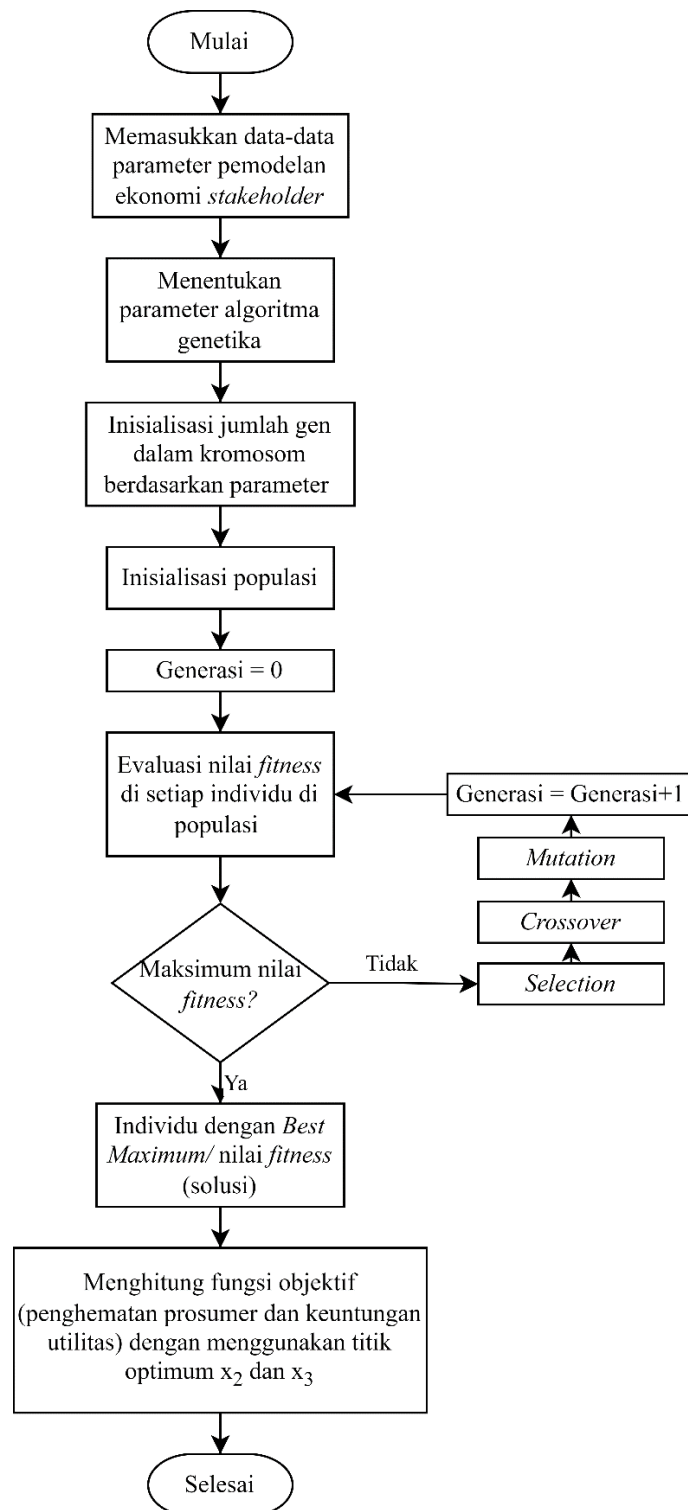 Mulai
Memasukkan data-data
parameter pemodelan
ekonomi stakeholder
Menentukan
parameter algoritma
genetika
Inisialisasi jumlah gen
dalam kromosom
berdasarkan parameter
Inisialisasi populasi
Generasi = 0
Evaluasi nilai fitness
di setiap individu di
populasi
Generasi = Generasi+1
Mutation
Crossover
Selection
Maksimum nilai
fitness?
Tidak
Ya
Individu dengan Best
Maximum/ nilai fitness
(solusi)
Menghitung fungsi objektif
(penghematan prosumer dan keuntungan
utilitas) dengan menggunakan titik
optimum x₂ dan x₃
Selesai